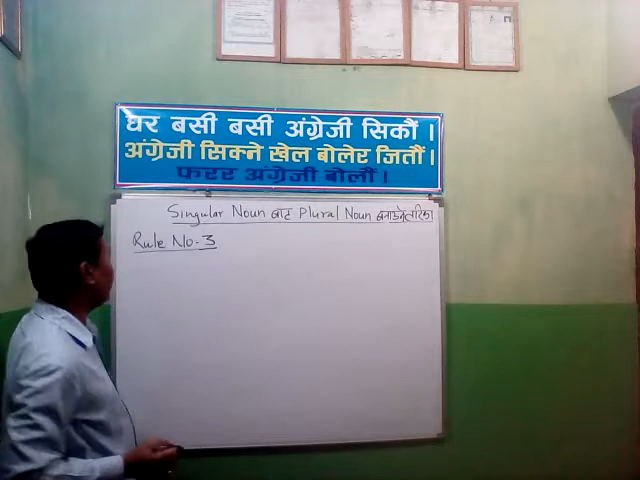 घर बसी बसी अंग्रेजी सिकौं ।
अंग्रेजी सिक्ने खेल बोलेर जितौं ।
फरर अंग्रेजी बोलौं ।
Singular Noun बाट Plural Noun बनाउने तरिका
Rule No. 3